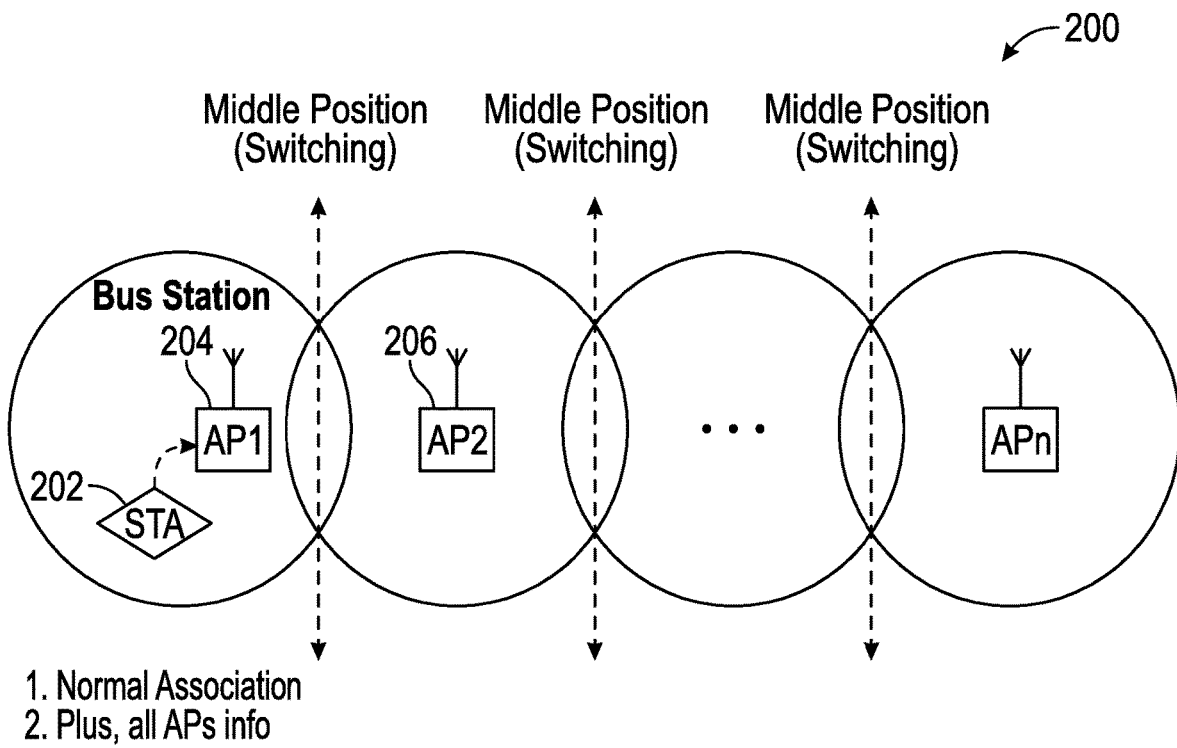 200
Middle Position
(Switching)
Middle Position
(Switching)
Middle Position
(Switching)
Bus Station
204
206
AP1
AP2
...
APn
202
STA
1. Normal Association
2. Plus, all APs info